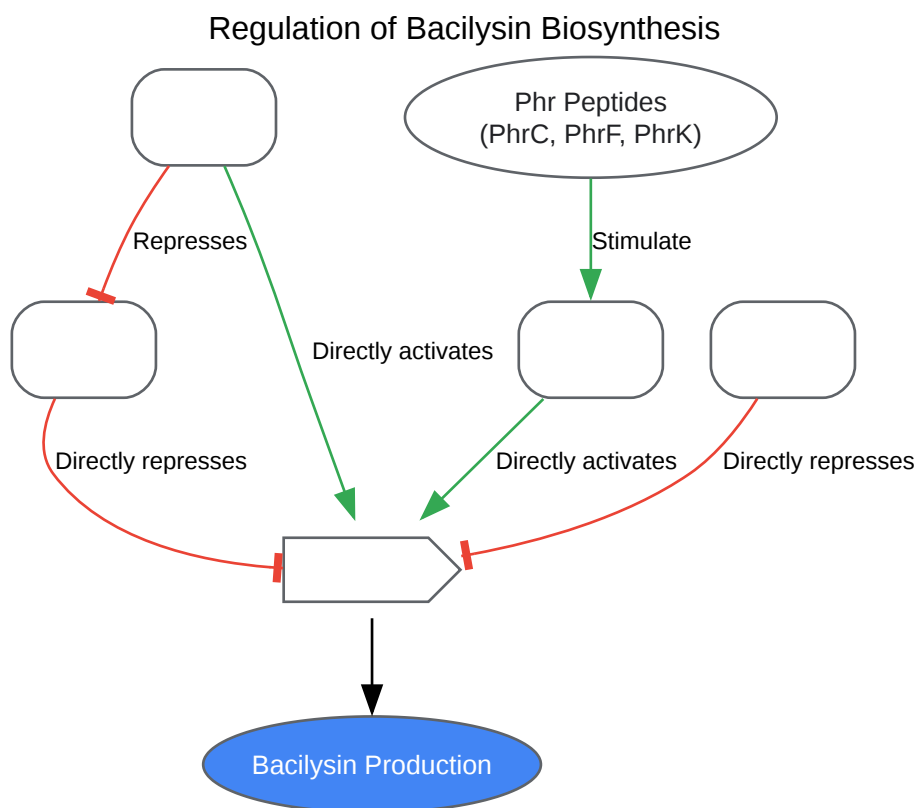 Regulation of Bacilysin Biosynthesis
Phr Peptides
(PhrC, PhrF, PhrK)
Represses
Stimulate
Directly activates
Directly represses
Directly activates
Directly represses
Bacilysin Production